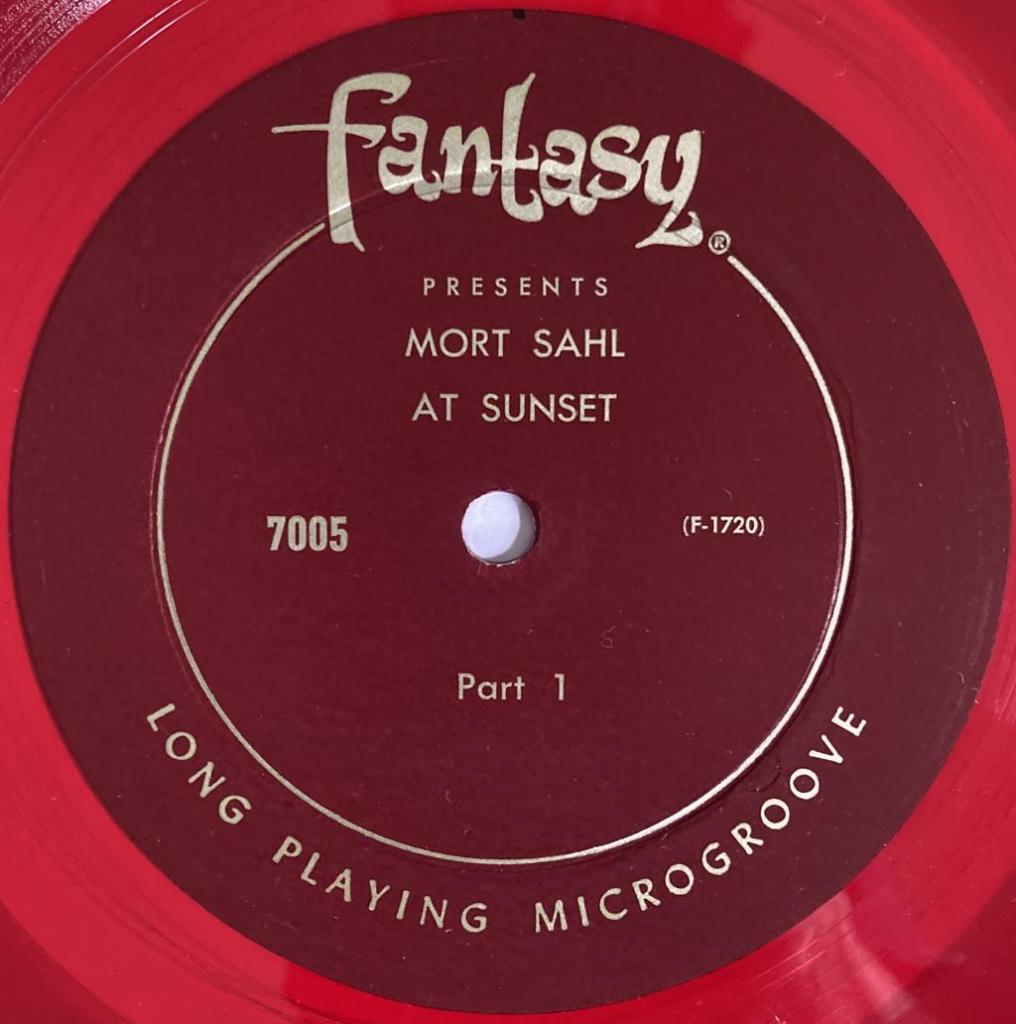 fantasy®
PRESENTS
MORT SAHL
AT SUNSET
7005
(F-1720)
Part 1
LONG PLAYING MICROGROOVE